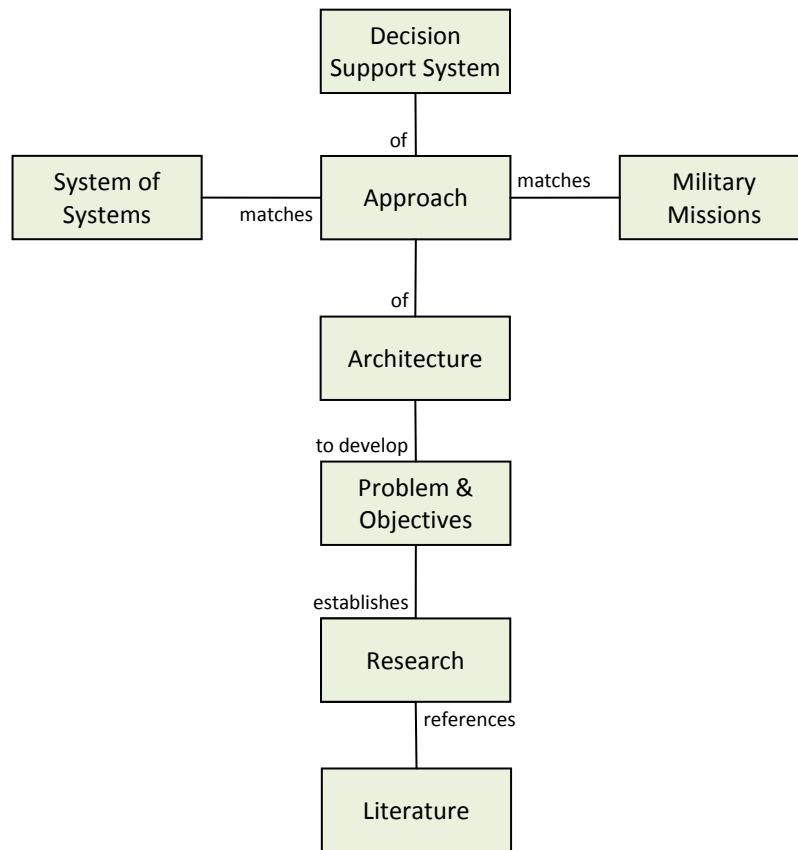 Decision
Support System
of
System of
Systems
matches
Approach
matches
Military
Missions
of
Architecture
to develop
Problem &
Objectives
establishes
Research
references
Literature